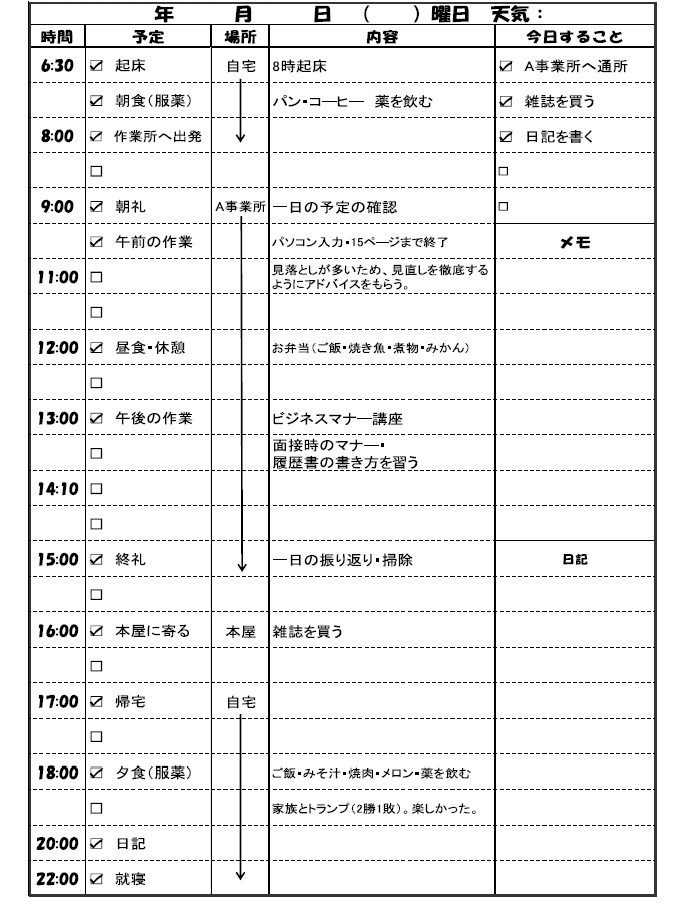 年 月 日 （ ）曜日 天気：
時間 予定 場所 内容 今日すること
6:30 ☑ 起床 自宅 8時起床 ☑ A事業所へ通所
☑ 朝食（服薬） パン・コーヒー 薬を飲む ☑ 雑誌を買う
8:00 ☑ 作業所へ出発 ☑ 日記を書く
☐ ☐
9:00 ☑ 朝礼 A事業所 一日の予定の確認 ☐
☑ 午前の作業 パソコン入力・15ページまで終了 メモ
11:00 ☐ 見落としが多いため、見直しを徹底する
ようにアドバイスをもらう。
☐
12:00 ☑ 昼食・休憩 お弁当（ご飯・焼き魚・煮物・みかん）
☐
13:00 ☑ 午後の作業 ビジネスマナー講座
☐ 面接時のマナー・
履歴書の書き方を習う
14:10 ☐
☐
15:00 ☑ 終礼 一日の振り返り・掃除 日記
☐
16:00 ☑ 本屋に寄る 本屋 雑誌を買う
☐
17:00 ☑ 帰宅 自宅
☐
18:00 ☑ 夕食（服薬） ご飯・みそ汁・焼肉・メロン・薬を飲む
☐ 家族とトランプ（2勝1敗）。楽しかった。
20:00 ☑ 日記
22:00 ☑ 就寝